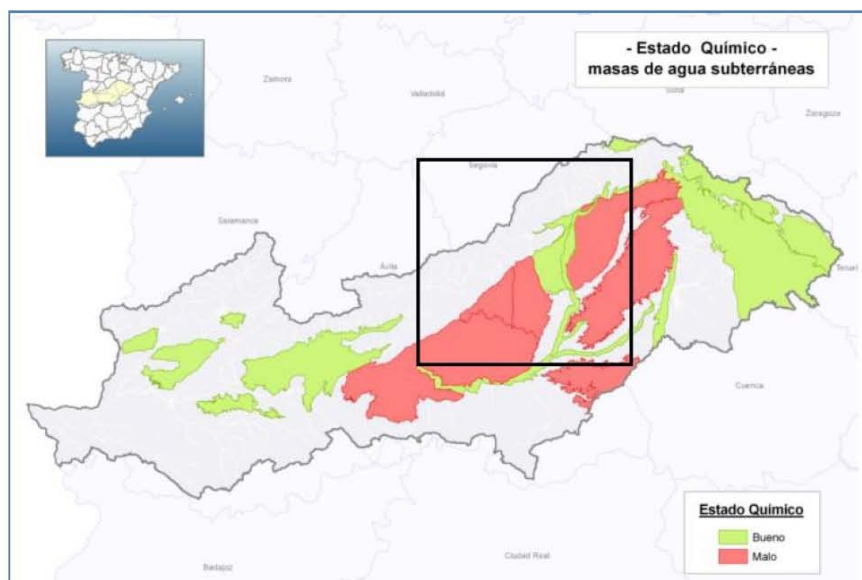 - Estado Químico -
masas de agua subterráneas
Zamora
Valladolid
Soria
Zaragoza
Segovia
Salamanca
Ávila
Teruel
Cuenca
Estado Químico
Bueno
Malo
Ciudad Real
Badajoz